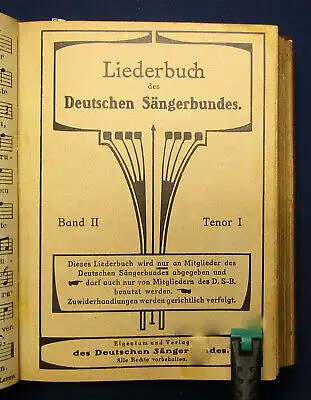 Liederbuch
des
Deutschen Sängerbundes.
Band II Tenor I
Dieses Liederbuch wird nur an Mitglieder des
Deutschen Sängerbundes abgegeben und
darf auch nur von Mitgliedern des D. S-B.
benutzt werden.
Zuwiderhandlungen werden gerichtlich verfolgt.
Eigentum und Verlag
des Deutschen Sängerbundes.
Alle Rechte vorbehalten.